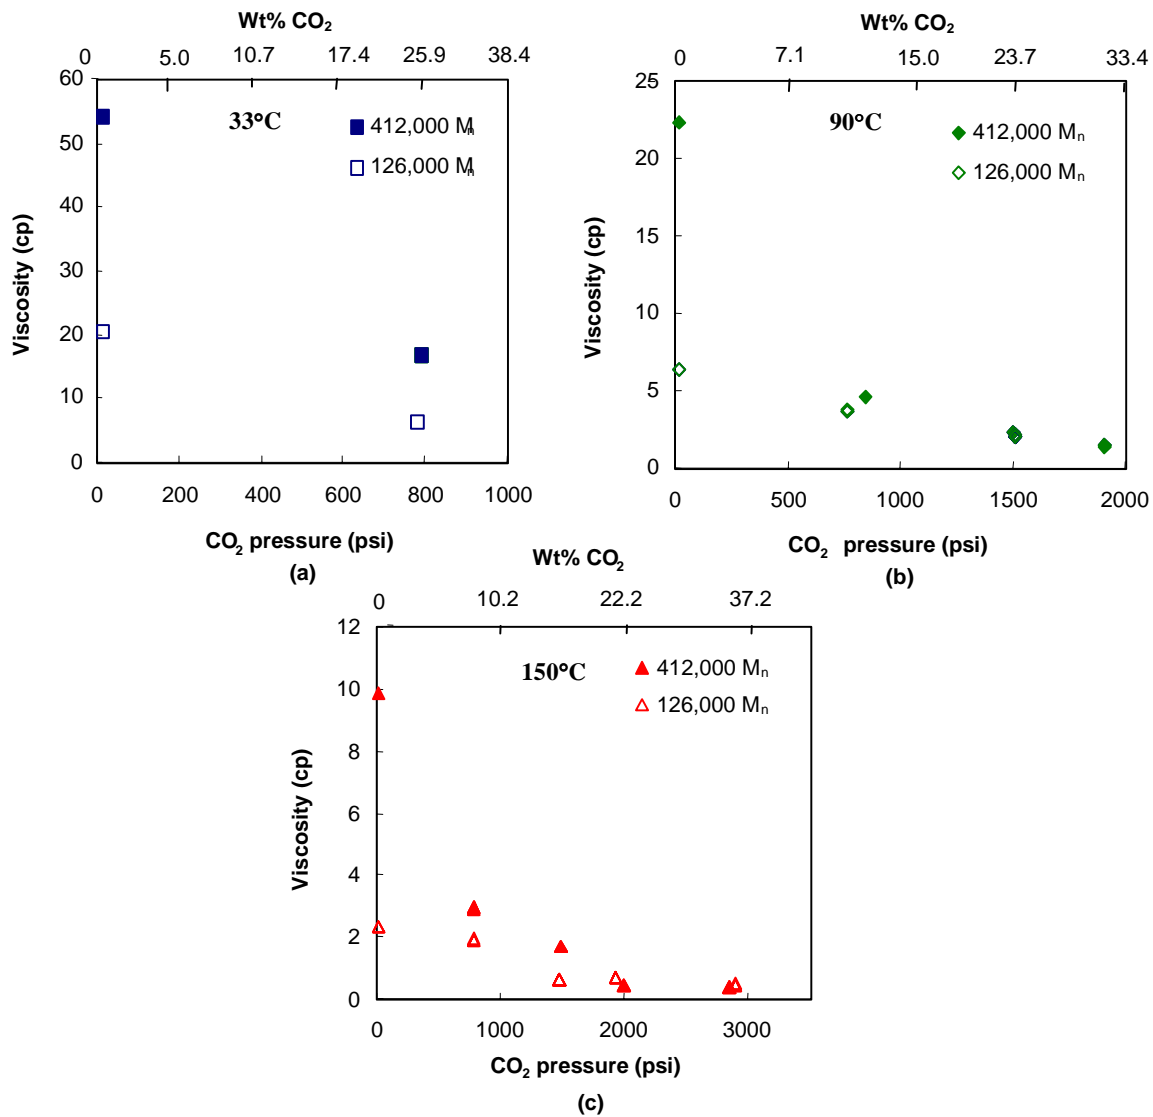 Wt% CO2
0 5.0 10.7 17.4 25.9 38.4
60
50
40
30
20
10
0
Viscosity (cp)
33°C
412,000 Mn
126,000 Mn
0 200 400 600 800 1000
CO2 pressure (psi)
(a)
Wt% CO2
0 7.1 15.0 23.7 33.4
25
20
15
10
5
0
Viscosity (cp)
90°C
412,000 Mn
126,000 Mn
0 500 1000 1500 2000
CO2 pressure (psi)
(b)
Wt% CO2
0 10.2 22.2 37.2
12
10
8
6
4
2
0
Viscosity (cp)
150°C
412,000 Mn
126,000 Mn
0 1000 2000 3000
CO2 pressure (psi)
(c)